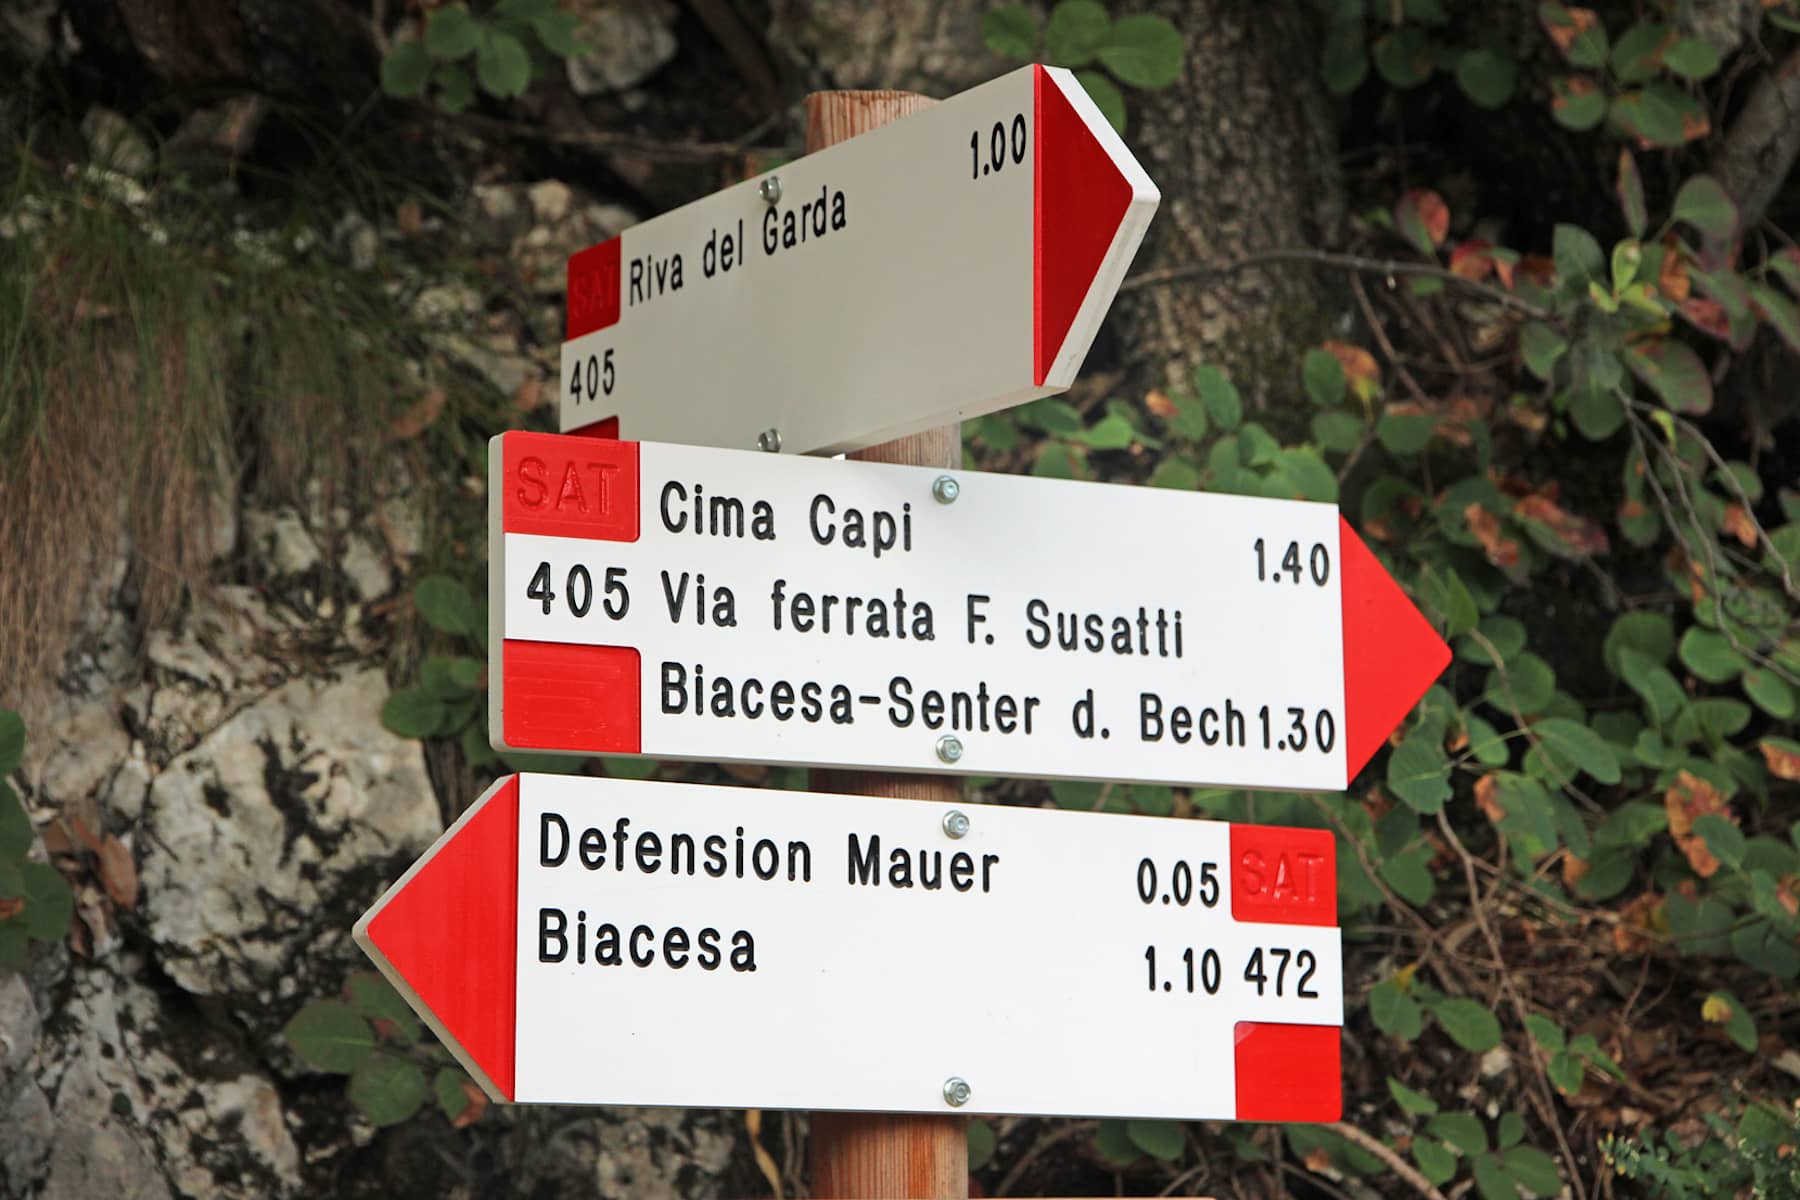 Riva del Garda 1.00
SAT
405
SAT
Cima Capi 1.40
405 Via ferrata F. Susatti
Biacesa-Senter d. Bech 1.30
Defension Mauer 0.05 SAT
Biacesa 1.10 472